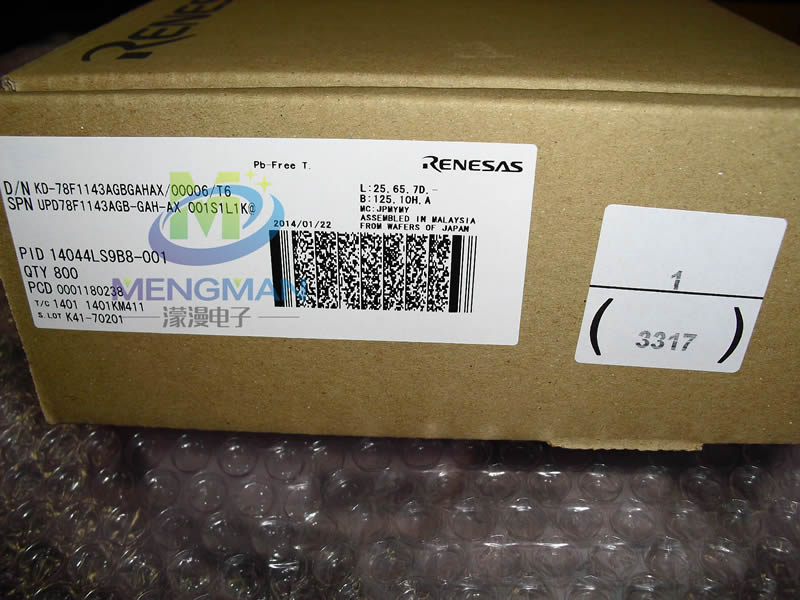 RENESAS
Pb-Free T.
RENESAS
D/N KD-78F1143AGBGAHAX/00006/T6
SPN UPD78F1143AGB-GAH-AX 001S1L1K@
L:25.65.7D.-
B:125.10H.A
MC:JPMYMY
ASSEMBLED IN MALAYSIA
FROM WAFERS OF JAPAN
2014/01/22
PID 14044LS9B8-001
QTY 800
PCD 0001180238
T/C 1401 1401KM411
S.LOT K41-70201
MENGMAN
濛漫电子
1
(3317)